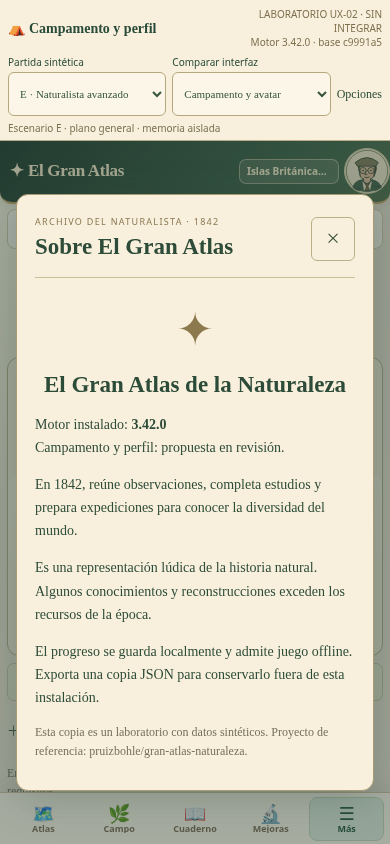 🏕️ Campamento y perfil
LABORATORIO UX-02 · SIN
INTEGRAR
Motor 3.42.0 · base c9991a5
Partida sintética
Comparar interfaz
E · Naturalista avanzado
Campamento y avatar
Opciones
Escenario E · plano general · memoria aislada
✦ El Gran Atlas
Islas Británica...
ARCHIVO DEL NATURALISTA · 1842
Sobre El Gran Atlas
×
✦
El Gran Atlas de la Naturaleza
Motor instalado: 3.42.0
Campamento y perfil: propuesta en revisión.
En 1842, reúne observaciones, completa estudios y
prepara expediciones para conocer la diversidad del
mundo.
Es una representación lúdica de la historia natural.
Algunos conocimientos y reconstrucciones exceden los
recursos de la época.
El progreso se guarda localmente y admite juego offline.
Exporta una copia JSON para conservarlo fuera de esta
instalación.
Esta copia es un laboratorio con datos sintéticos. Proyecto de
referencia: pruizbohle/gran-atlas-naturaleza.
Atlas
Campo
Cuaderno
Mejoras
Más